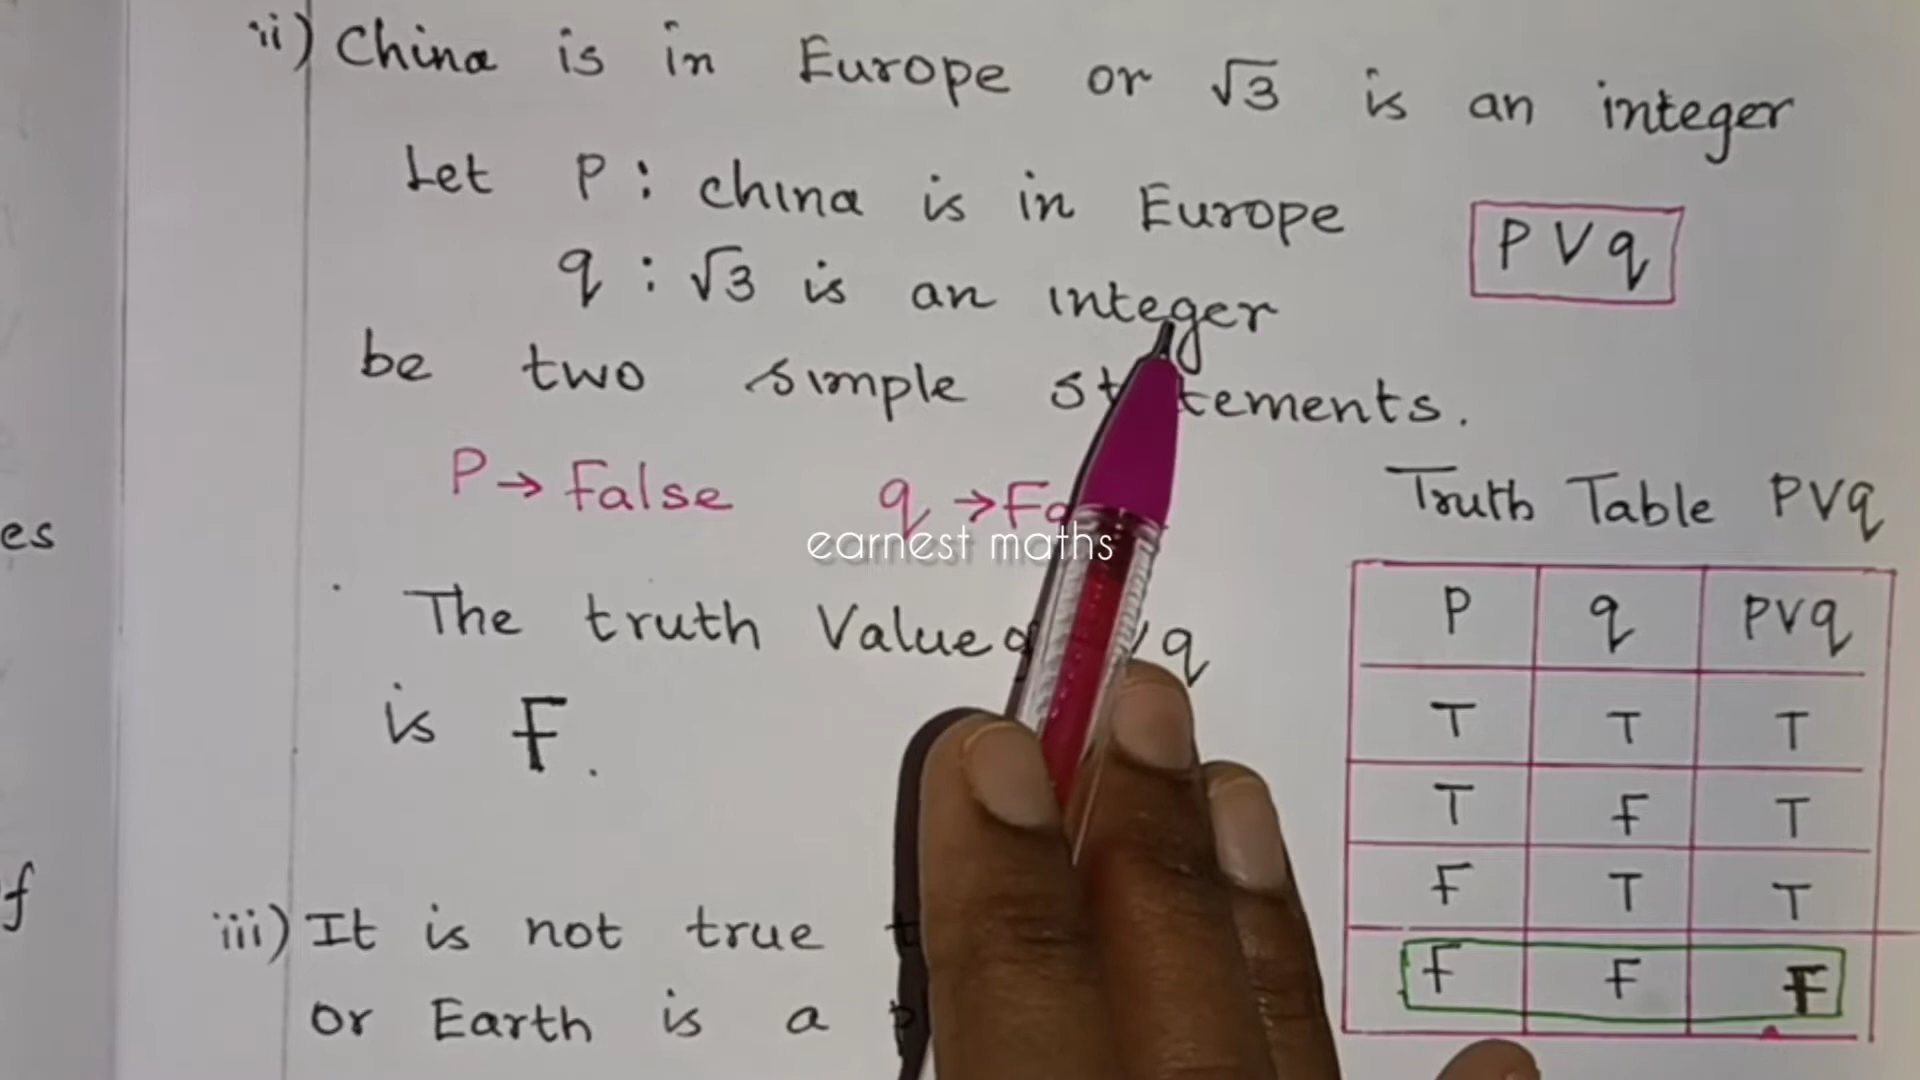 ii) China is in Europe or √3 is an integer
Let P : china is in Europe
P V q
q : √3 is an integer
be two simple statements.
P → False q →
Truth Table PVq
earnest maths
The truth Value q
is F.
P q PVq
T T T
T F T
F T T
F F F
iii) It is not true
or Earth is a
es
f